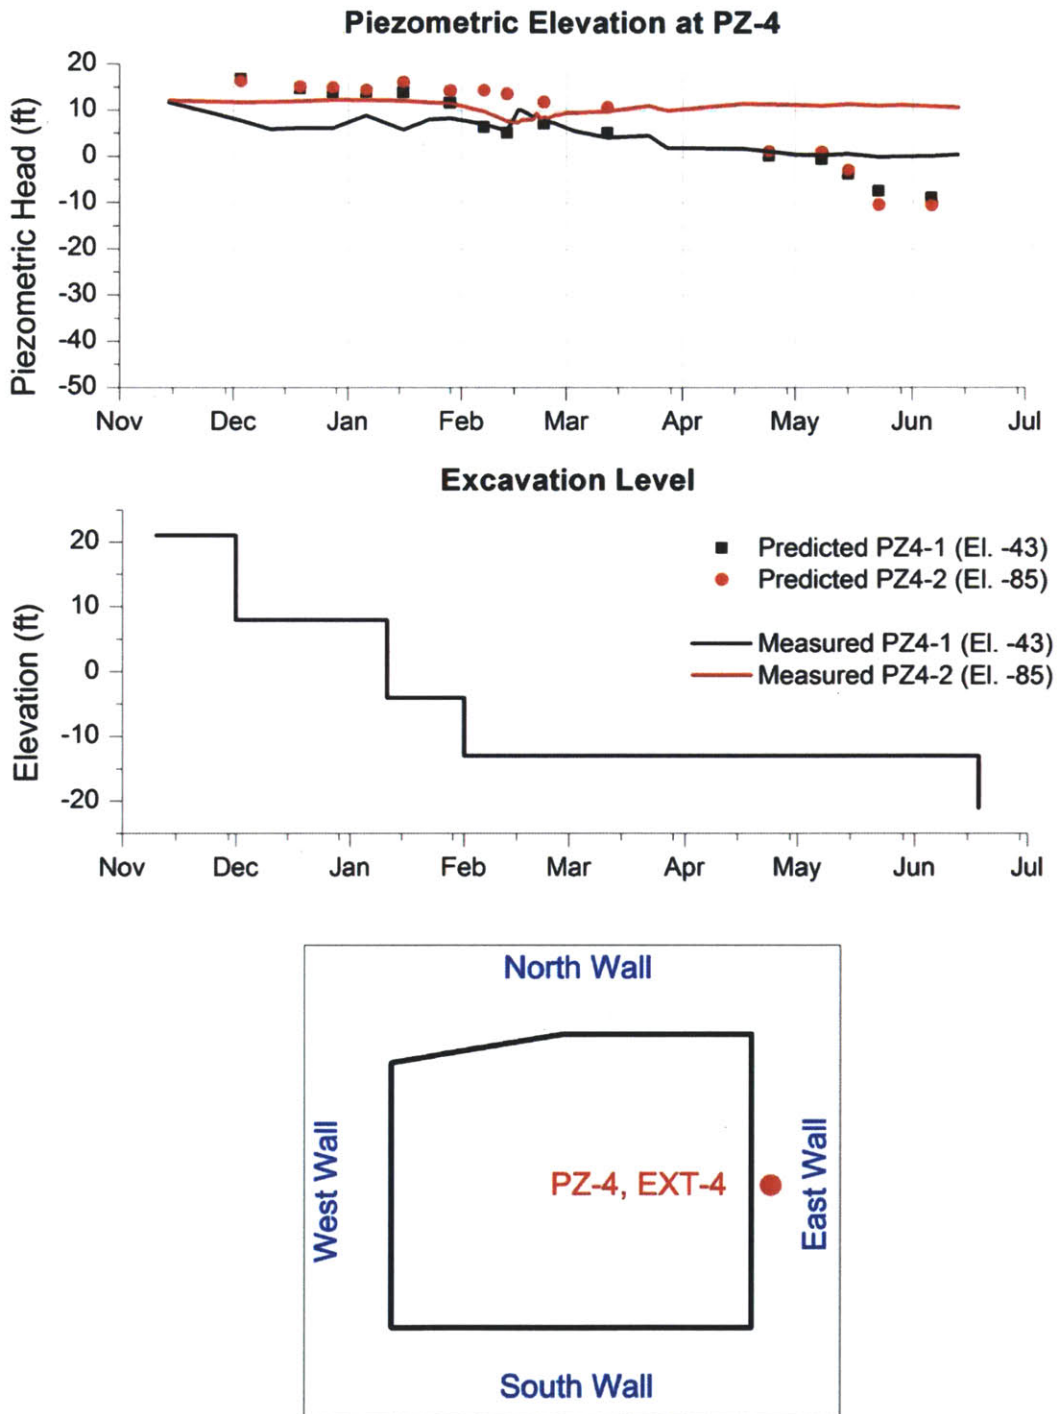 Piezometric Elevation at PZ-4
Piezometric Head (ft)
20
10
0
-10
-20
-30
-40
-50
Nov Dec Jan Feb Mar Apr May Jun Jul
Excavation Level
Elevation (ft)
20
10
0
-10
-20
Predicted PZ4-1 (El. -43)
Predicted PZ4-2 (El. -85)
Measured PZ4-1 (El. -43)
Measured PZ4-2 (El. -85)
Nov Dec Jan Feb Mar Apr May Jun Jul
North Wall
West Wall
PZ-4, EXT-4
East Wall
South Wall